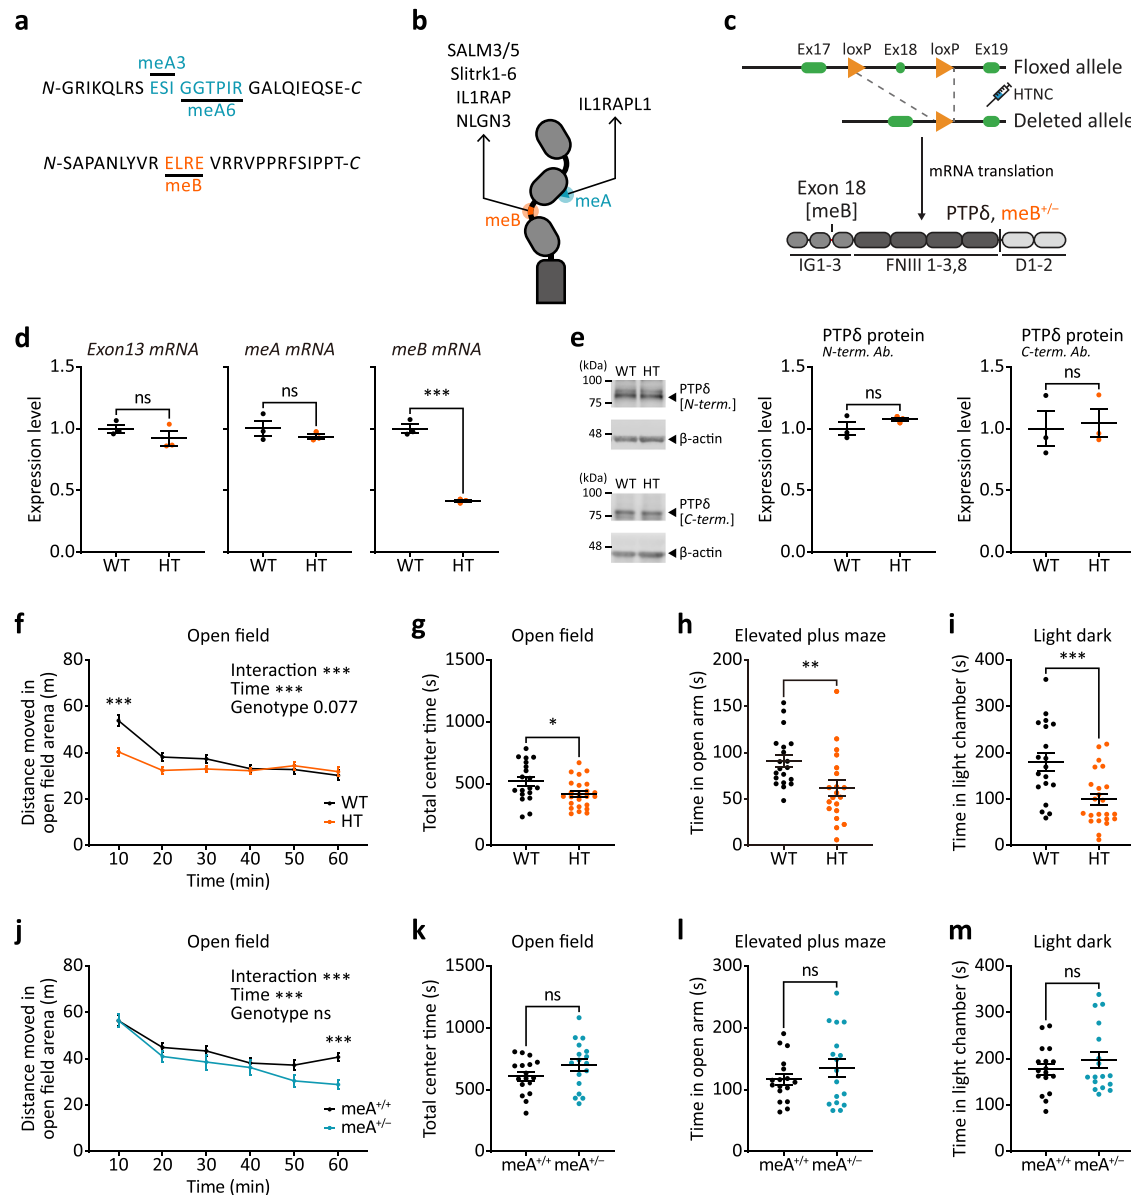 a
meA3
N-GRIKQLRS ESI GGTPIR GALQIEQSE-C
meA6
N-SAPANLYVR ELRE VRRVPPRFSIPPT-C
meB
b
SALM3/5
Slitrk1-6
IL1RAP
NLGN3
IL1RAPL1
meB
meA
c
Ex17 loxP Ex18 loxP Ex19
Floxed allele
HTNC
Deleted allele
mRNA translation
Exon 18
[meB]
PTPδ, meB+/−
IG1-3 FNIII 1-3,8 D1-2
d
Exon13 mRNA meA mRNA meB mRNA
Expression level
1.5
1.0
0.5
0.0
ns
ns
***
WT HT WT HT WT HT
e
(kDa) WT HT
100
75
PTPδ
[N-term.]
48
β-actin
(kDa) WT HT
100
75
PTPδ
[C-term.]
48
β-actin
PTPδ protein
N-term. Ab.
Expression level
1.5
1.0
0.5
0.0
ns
WT HT
PTPδ protein
C-term. Ab.
Expression level
1.5
1.0
0.5
0.0
ns
WT HT
f
Open field
Distance moved in
open field arena (m)
80
60
40
20
0
Interaction ***
Time ***
Genotype 0.077
***
WT
HT
10 20 30 40 50 60
Time (min)
g
Open field
Total center time (s)
1500
1000
500
0
*
WT HT
h
Elevated plus maze
Time in open arm (s)
200
150
100
50
0
**
WT HT
i
Light dark
Time in light chamber (s)
400
300
200
100
0
***
WT HT
j
Open field
Distance moved in
open field arena (m)
80
60
40
20
0
Interaction ***
Time ***
Genotype ns
***
meA+/+
meA+/−
10 20 30 40 50 60
Time (min)
k
Open field
Total center time (s)
1500
1000
500
0
ns
meA+/+ meA+/−
l
Elevated plus maze
Time in open arm (s)
300
200
100
0
ns
meA+/+ meA+/−
m
Light dark
Time in light chamber (s)
400
300
200
100
0
ns
meA+/+ meA+/−